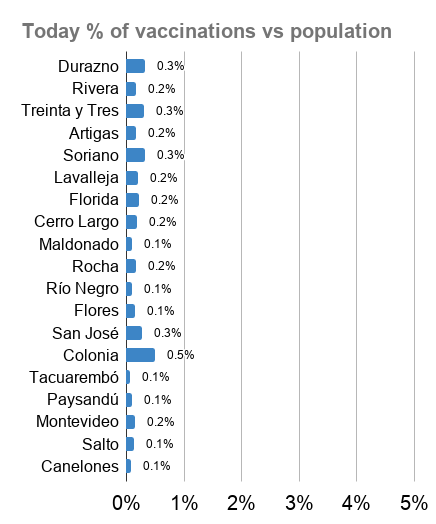 Today % of vaccinations vs population
Durazno 0.3%
Rivera 0.2%
Treinta y Tres 0.3%
Artigas 0.2%
Soriano 0.3%
Lavalleja 0.2%
Florida 0.2%
Cerro Largo 0.2%
Maldonado 0.1%
Rocha 0.2%
Río Negro 0.1%
Flores 0.1%
San José 0.3%
Colonia 0.5%
Tacuarembó 0.1%
Paysandú 0.1%
Montevideo 0.2%
Salto 0.1%
Canelones 0.1%
0% 1% 2% 3% 4% 5%